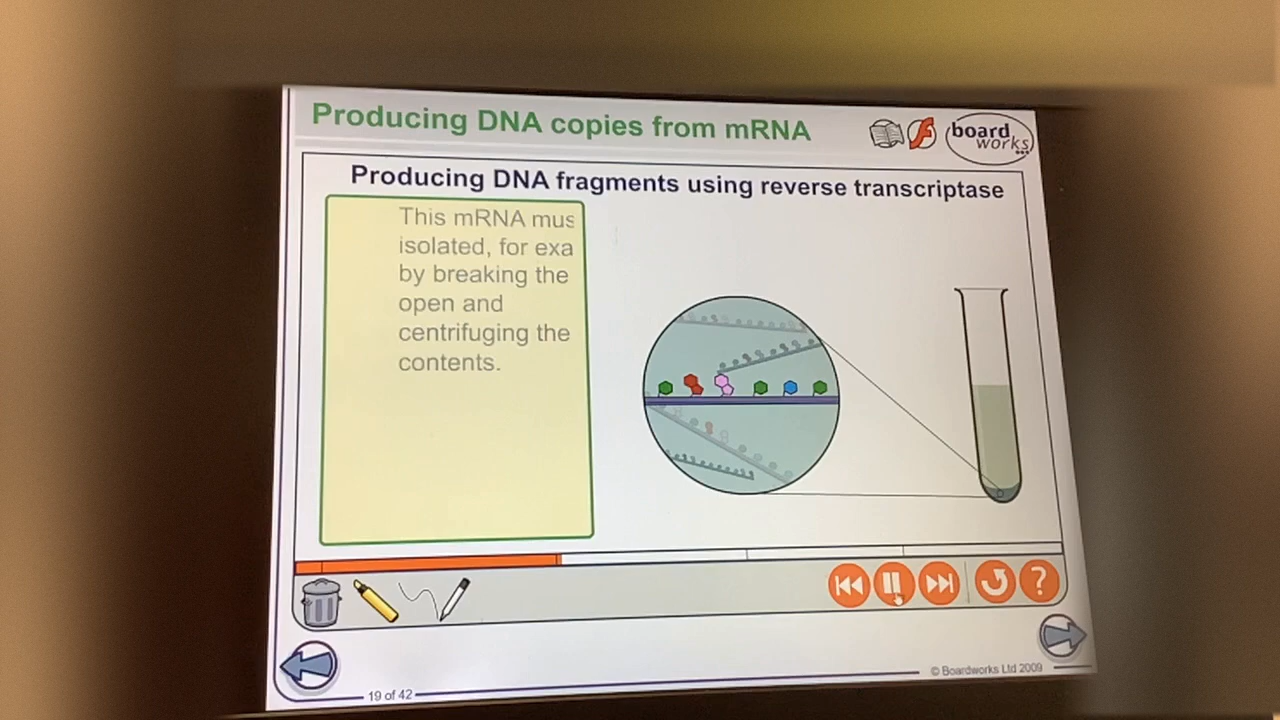 Producing DNA copies from mRNA
board
works
Producing DNA fragments using reverse transcriptase
This mRNA mus
isolated, for exa
by breaking the
open and
centrifuging the
contents.
?
19 of 42
© Boardworks Ltd 2009